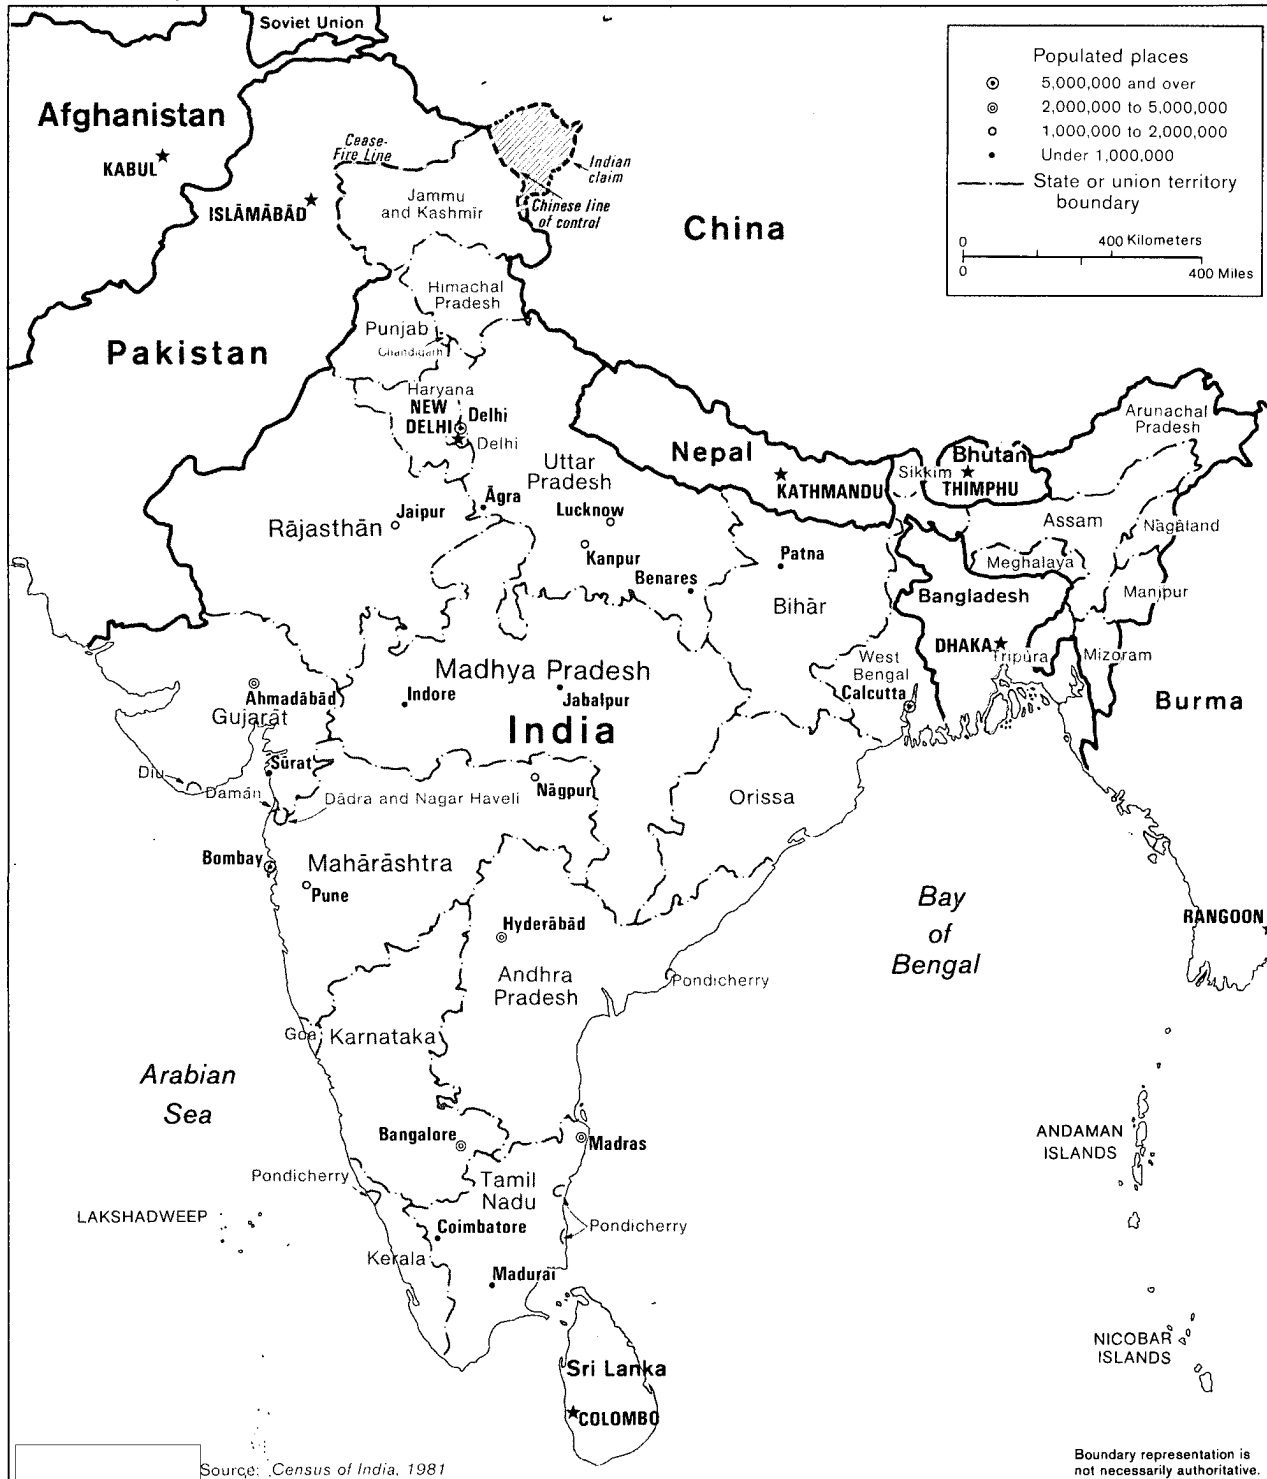 Soviet Union
Afghanistan
KABUL
ISLĀMĀBĀD
Cease-
Fire Line
Indian
claim
Chinese line
of control
Jammu
and Kashmīr
China
Populated places
5,000,000 and over
2,000,000 to 5,000,000
1,000,000 to 2,000,000
Under 1,000,000
State or union territory
boundary
0 400 Kilometers
0 400 Miles
Himachal
Pradesh
Punjab
Chandīgarh
Pakistan
Haryana
NEW
DELHI
Delhi
Delhi
Nepal
KATHMANDU
Sikkim
Bhutan
THIMPHU
Arunachal
Pradesh
Uttar
Pradesh
Āgra
Lucknow
Jaipur
Rājasthān
Kanpur
Benares
Patna
Bihār
Assam
Nāgāland
Meghalaya
Manipur
Bangladesh
DHAKA
Tripura
Mizoram
West
Bengal
Calcutta
Burma
Madhya Pradesh
Indore
Jabalpur
India
Ahmadābād
Gujarāt
Sūrat
Diu
Damān
Dādra and Nagar Haveli
Nāgpur
Orissa
Bombay
Mahārāshtra
Pune
Hyderābād
Andhra
Pradesh
Pondicherry
Bay
of
Bengal
RANGOON
Goa
Karnataka
Arabian
Sea
Bangalore
Madras
ANDAMAN
ISLANDS
Pondicherry
Tamil
Nadu
LAKSHADWEEP
Coimbatore
Pondicherry
Kerala
Madurai
NICOBAR
ISLANDS
Sri Lanka
COLOMBO
Source: Census of India, 1981
Boundary representation is
not necessarily authoritative.